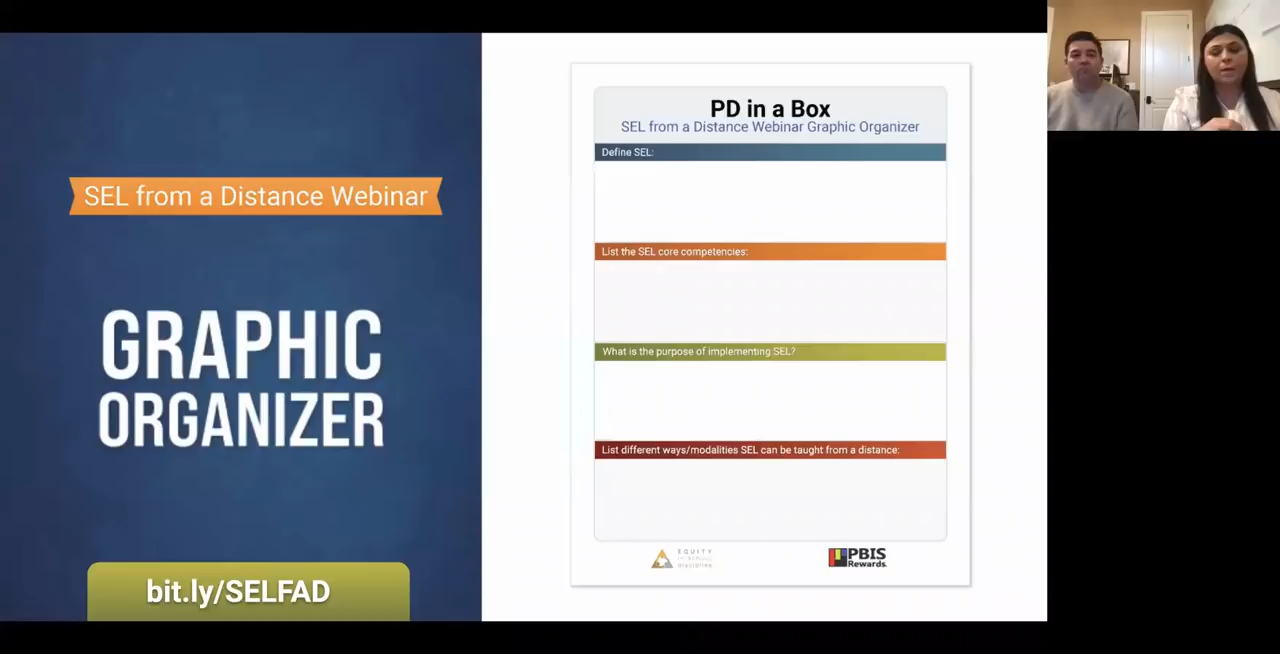 SEL from a Distance Webinar
GRAPHIC
ORGANIZER
bit.ly/SELFAD
PD in a Box
SEL from a Distance Webinar Graphic Organizer
Define SEL:
List the SEL core competencies:
What is the purpose of implementing SEL?
List different ways/modalities SEL can be taught from a distance:
EQUITY
discipline
PBIS
Rewards